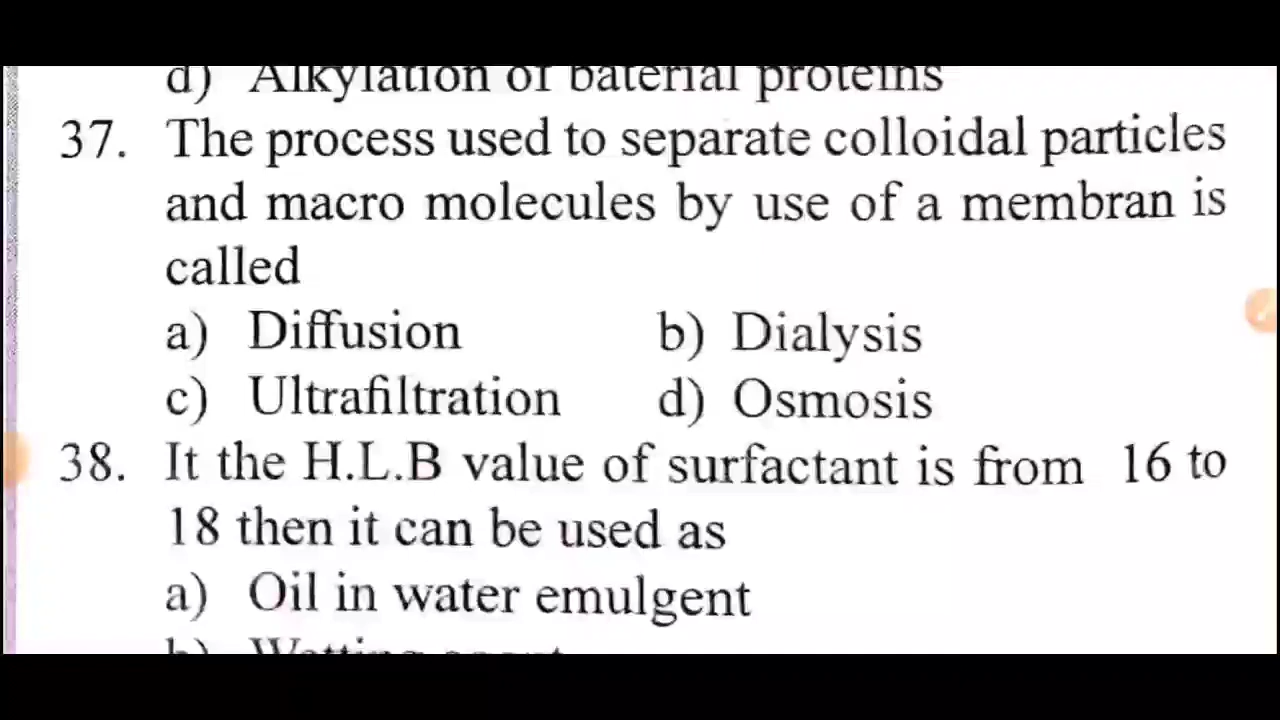 d) Alkylation of baterial proteins
37. The process used to separate colloidal particles
and macro molecules by use of a membran is
called
a) Diffusion b) Dialysis
c) Ultrafiltration d) Osmosis
38. It the H.L.B value of surfactant is from 16 to
18 then it can be used as
a) Oil in water emulgent
b) Wetting agent